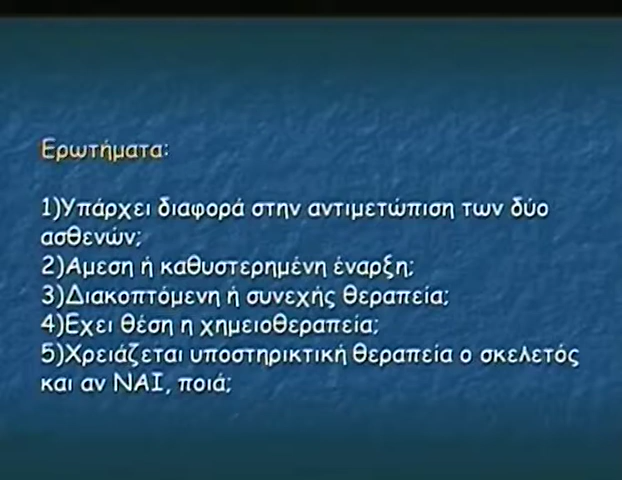 Ερωτήματα:
1)Υπάρχει διαφορά στην αντιμετώπιση των δύο
ασθενών;
2)Αμεση ή καθυστερημένη έναρξη;
3)Διακοπτόμενη ή συνεχής θεραπεία;
4)Εχει θέση η χημειοθεραπεία;
5)Χρειάζεται υποστηρικτική θεραπεία ο σκελετός
και αν ΝΑΙ, ποιά;